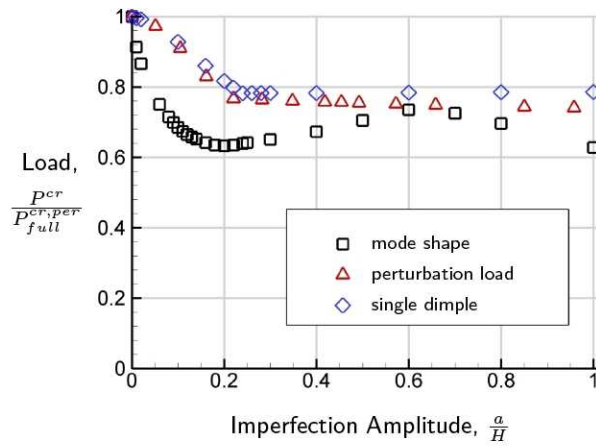 1
0.8
0.6
0.4
0.2
0
Load,
P^{cr}
P^{cr,per}_{full}
mode shape
perturbation load
single dimple
0 0.2 0.4 0.6 0.8 1
Imperfection Amplitude, a/H